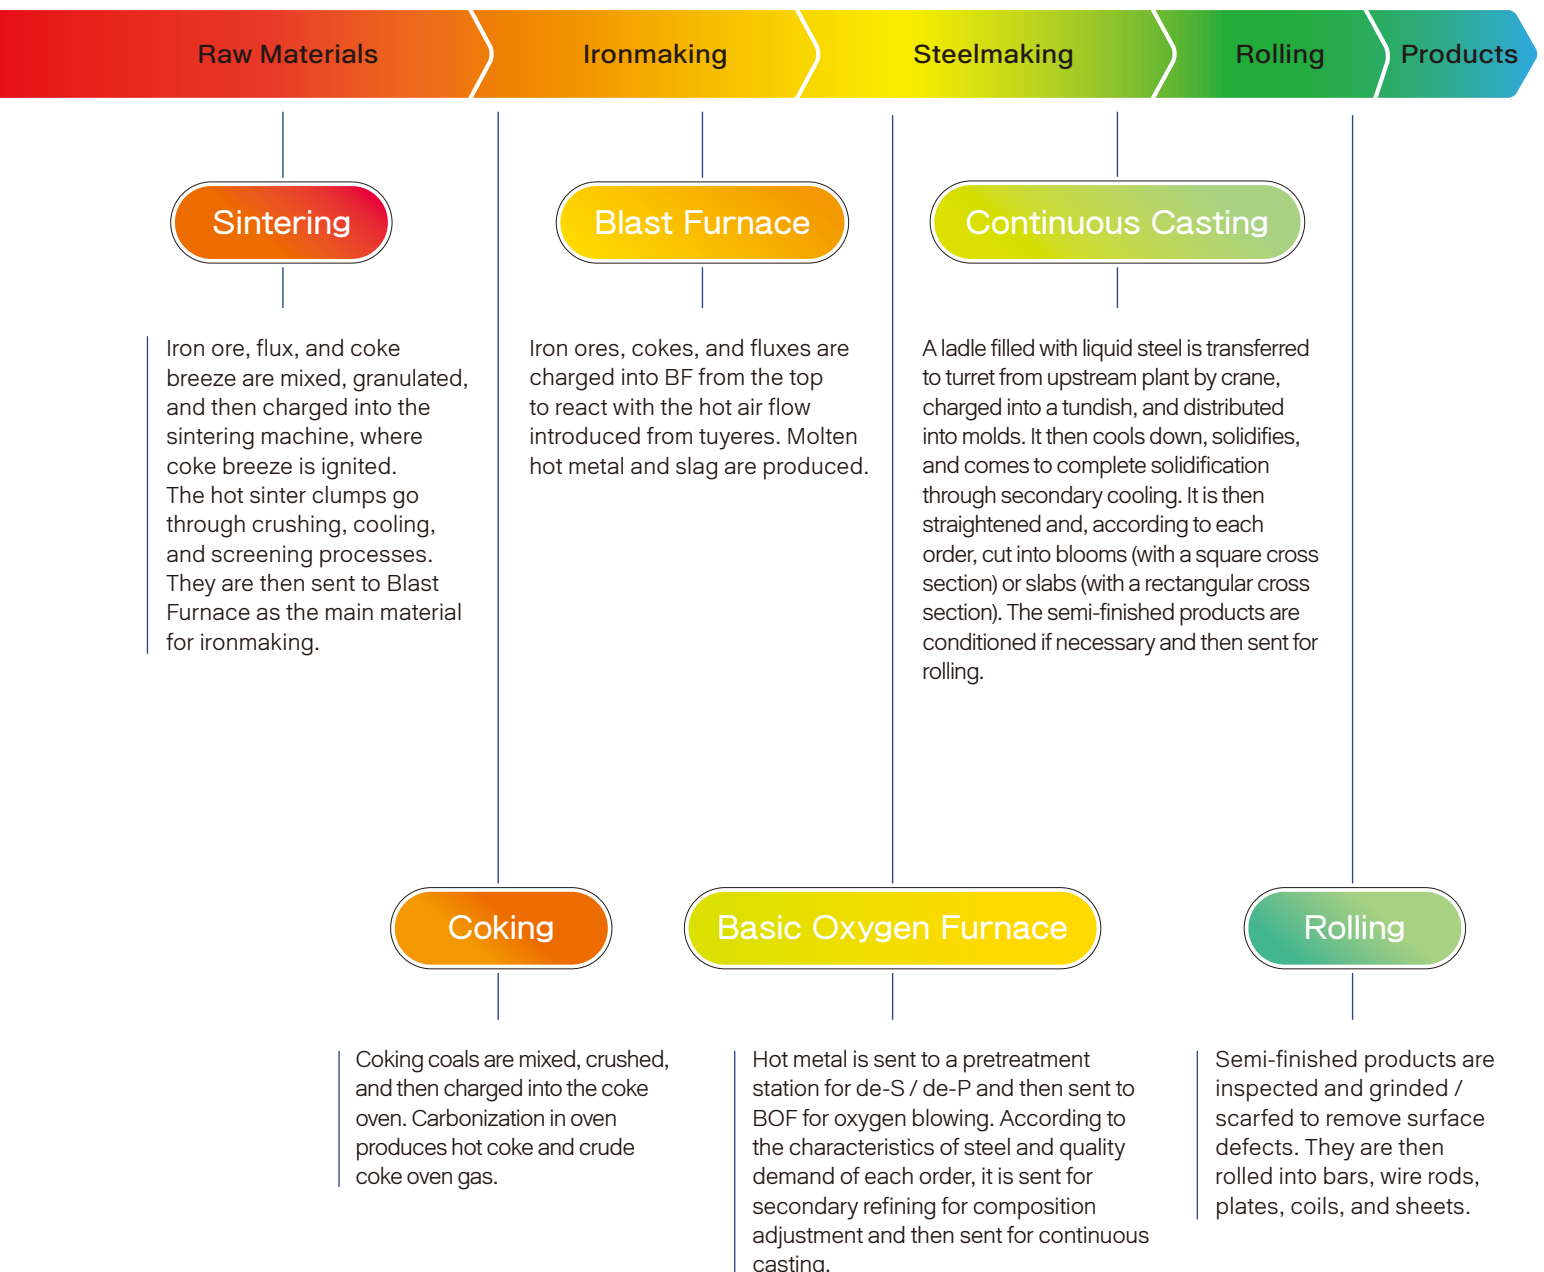 Raw Materials
Ironmaking
Steelmaking
Rolling
Products
Sintering
Blast Furnace
Continuous Casting
Iron ore, flux, and coke
breeze are mixed, granulated,
and then charged into the
sintering machine, where
coke breeze is ignited.
The hot sinter clumps go
through crushing, cooling,
and screening processes.
They are then sent to Blast
Furnace as the main material
for ironmaking.
Iron ores, cokes, and fluxes are
charged into BF from the top
to react with the hot air flow
introduced from tuyeres. Molten
hot metal and slag are produced.
A ladle filled with liquid steel is transferred
to turret from upstream plant by crane,
charged into a tundish, and distributed
into molds. It then cools down, solidifies,
and comes to complete solidification
through secondary cooling. It is then
straightened and, according to each
order, cut into blooms (with a square cross
section) or slabs (with a rectangular cross
section). The semi-finished products are
conditioned if necessary and then sent for
rolling.
Coking
Basic Oxygen Furnace
Rolling
Coking coals are mixed, crushed,
and then charged into the coke
oven. Carbonization in oven
produces hot coke and crude
coke oven gas.
Hot metal is sent to a pretreatment
station for de-S / de-P and then sent to
BOF for oxygen blowing. According to
the characteristics of steel and quality
demand of each order, it is sent for
secondary refining for composition
adjustment and then sent for continuous
casting.
Semi-finished products are
inspected and grinded /
scarfed to remove surface
defects. They are then
rolled into bars, wire rods,
plates, coils, and sheets.